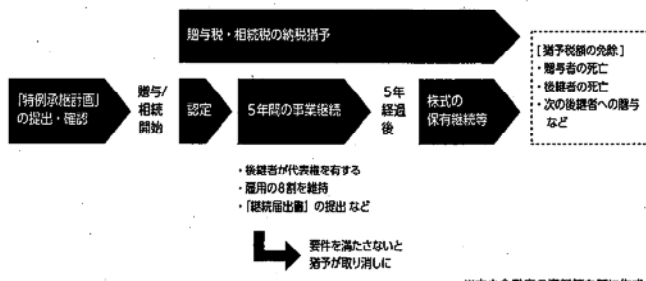 贈与税・相続税の納税猶予
「特例承継計画」
の提出・確認
贈与/
相続
開始
認定
5年間の事業継続
5年
経過
後
株式の
保有継続等
[猶予税額の免除]
・贈与者の死亡
・後継者の死亡
・次の後継者への贈与
など
・後継者が代表権を有する
・雇用の8割を維持
・「継続届出書」の提出 など
要件を満たさないと
猶予が取り消しに